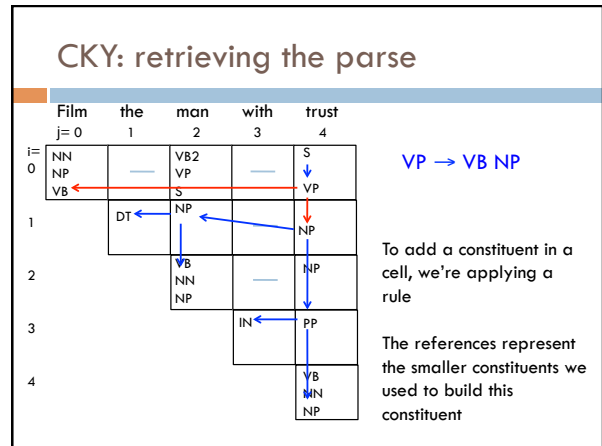 CKY: retrieving the parse
Film the man with trust
j= 0 1 2 3 4
i=
0
NN
NP
VB
VB2
VP
S
S
VP
VP → VB NP
1
DT
NP
NP
To add a constituent in a
cell, we're applying a
rule
2
VB
NN
NP
NP
3
IN
PP
The references represent
the smaller constituents we
used to build this
constituent
4
VB
NN
NP